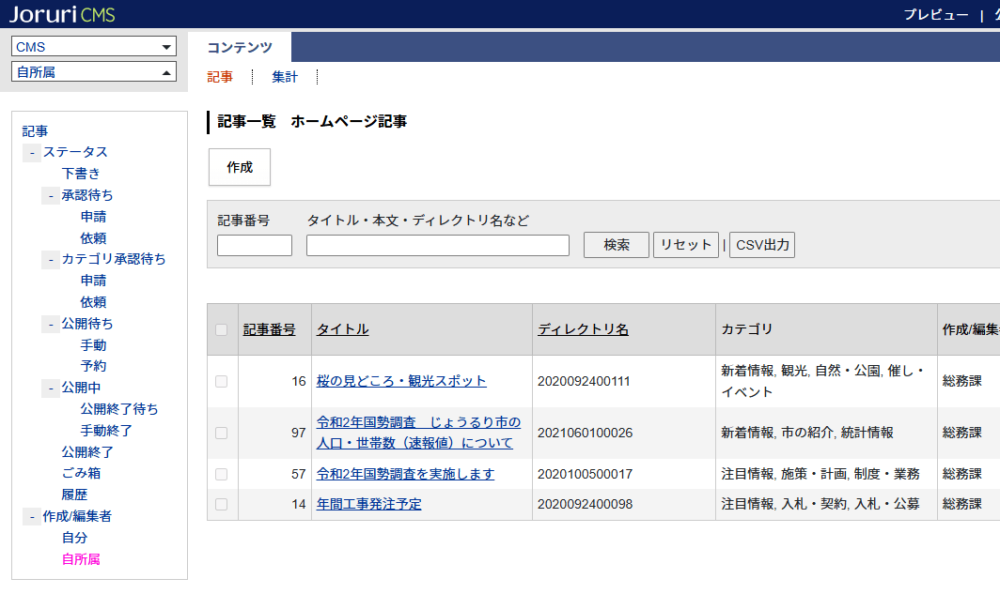 Joruri CMS
プレビュー |
CMS
自所属
コンテンツ
記事
集計
記事
- ステータス
下書き
- 承認待ち
申請
依頼
- カテゴリ承認待ち
申請
依頼
- 公開待ち
手動
予約
- 公開中
公開終了待ち
手動終了
公開終了
ごみ箱
履歴
- 作成/編集者
自分
自所属
記事一覧　ホームページ記事
作成
記事番号
タイトル・本文・ディレクトリ名など
検索 リセット | CSV出力
記事番号 タイトル ディレクトリ名 カテゴリ 作成/編集
16 桜の見どころ・観光スポット 2020092400111 新着情報, 観光, 自然・公園, 催し・
イベント 総務課
97 令和2年国勢調査　じょうるり市の
人口・世帯数（速報値）について 2021060100026 新着情報, 市の紹介, 統計情報 総務課
57 令和2年国勢調査を実施します 2020100500017 注目情報, 施策・計画, 制度・業務 総務課
14 年間工事発注予定 2020092400098 注目情報, 入札・契約, 入札・公募 総務課